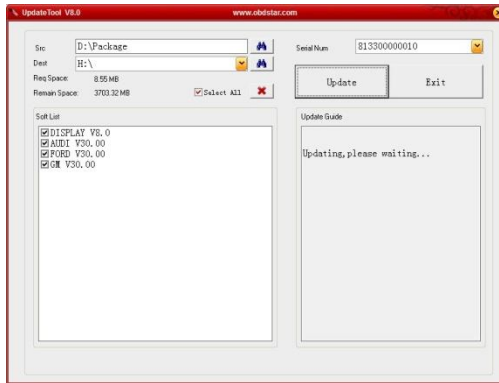 UpdateTool V8.0 www.obdstar.com
Src D:\Package Serial Num 813300000010
Dest H:\
Req Space: 8.55 MB
Remain Space: 3703.32 MB Select All
Update Exit
Soft List
DISPLAY V8.0
AUDI V30.00
FORD V30.00
GM V30.00
Update Guide
Updating,please waiting...